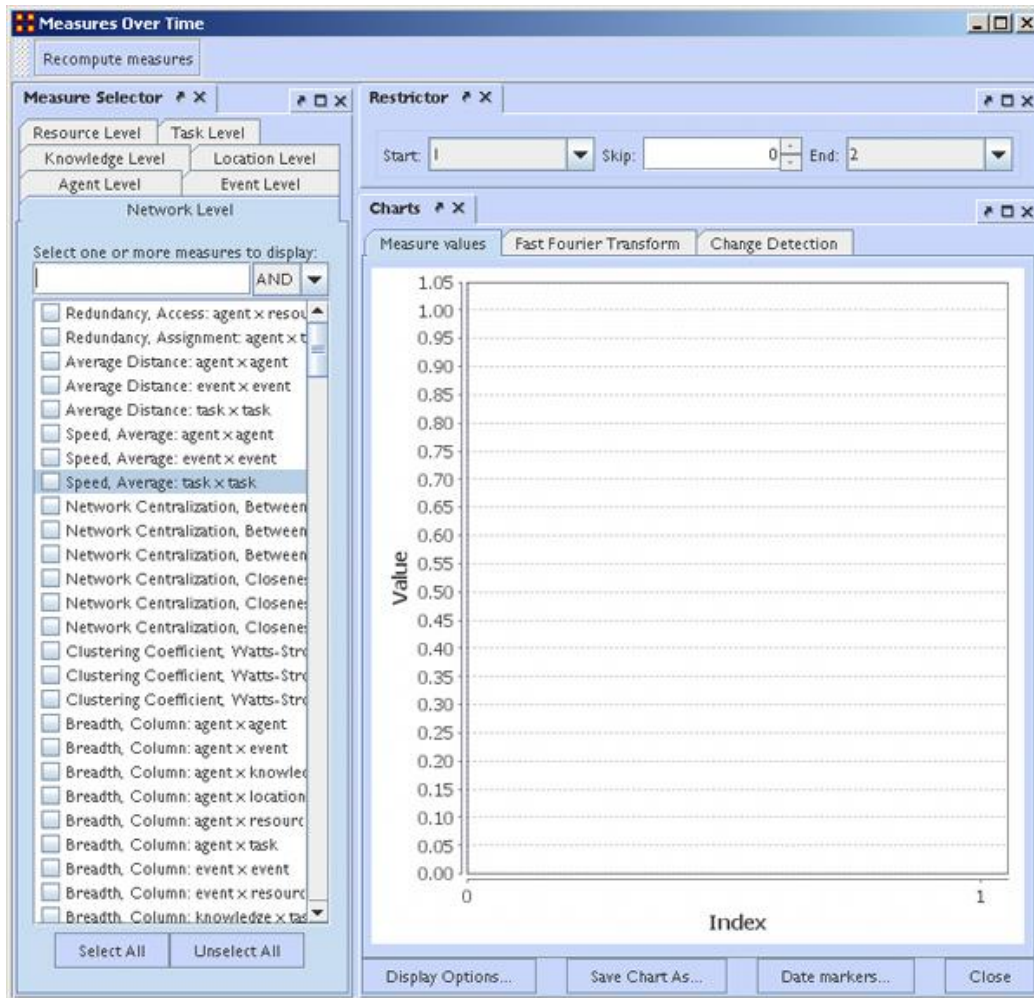 Measures Over Time
Recompute measures
Measure Selector
Resource Level Task Level
Knowledge Level Location Level
Agent Level Event Level
Network Level
Select one or more measures to display:
AND
Redundancy, Access: agent x resou
Redundancy, Assignment: agent x t
Average Distance: agent x agent
Average Distance: event x event
Average Distance: task x task
Speed, Average: agent x agent
Speed, Average: event x event
Speed, Average: task x task
Network Centralization, Between
Network Centralization, Between
Network Centralization, Between
Network Centralization, Closenes
Network Centralization, Closenes
Network Centralization, Closenes
Clustering Coefficient, Watts-Stro
Clustering Coefficient, Watts-Stro
Clustering Coefficient, Watts-Stro
Breadth, Column: agent x agent
Breadth, Column: agent x event
Breadth, Column: agent x knowled
Breadth, Column: agent x location
Breadth, Column: agent x resourc
Breadth, Column: agent x task
Breadth, Column: event x event
Breadth, Column: event x resourc
Breadth, Column: knowledge x tas
Select All Unselect All
Restrictor
Start: 1 Skip: 0 End: 2
Charts
Measure values Fast Fourier Transform Change Detection
1.05
1.00
0.95
0.90
0.85
0.80
0.75
0.70
0.65
0.60
0.55
0.50
0.45
0.40
0.35
0.30
0.25
0.20
0.15
0.10
0.05
0.00
Value
0 1
Index
Display Options... Save Chart As... Date markers... Close